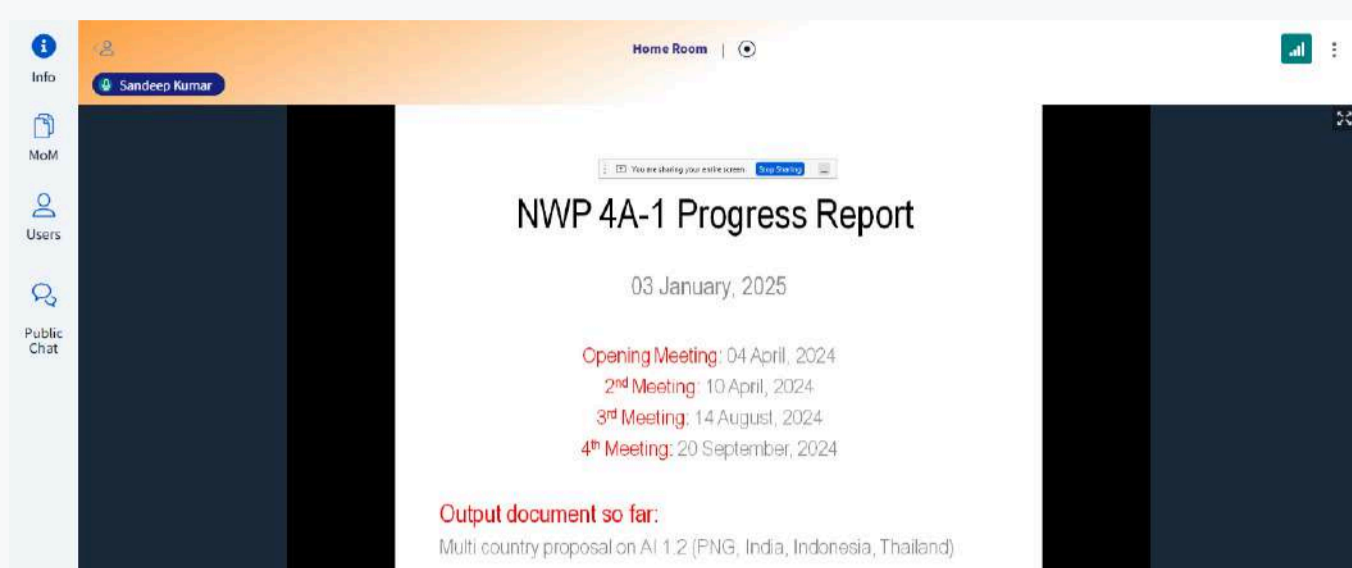 Info
MoM
Users
Public
Chat
Home Room |
Sandeep Kumar
You are sharing your entire screen. Stop Sharing
NWP 4A-1 Progress Report
03 January, 2025
Opening Meeting: 04 April, 2024
2nd Meeting: 10 April, 2024
3rd Meeting: 14 August, 2024
4th Meeting: 20 September, 2024
Output document so far:
Multi country proposal on AI 1.2 (PNG, India, Indonesia, Thailand)